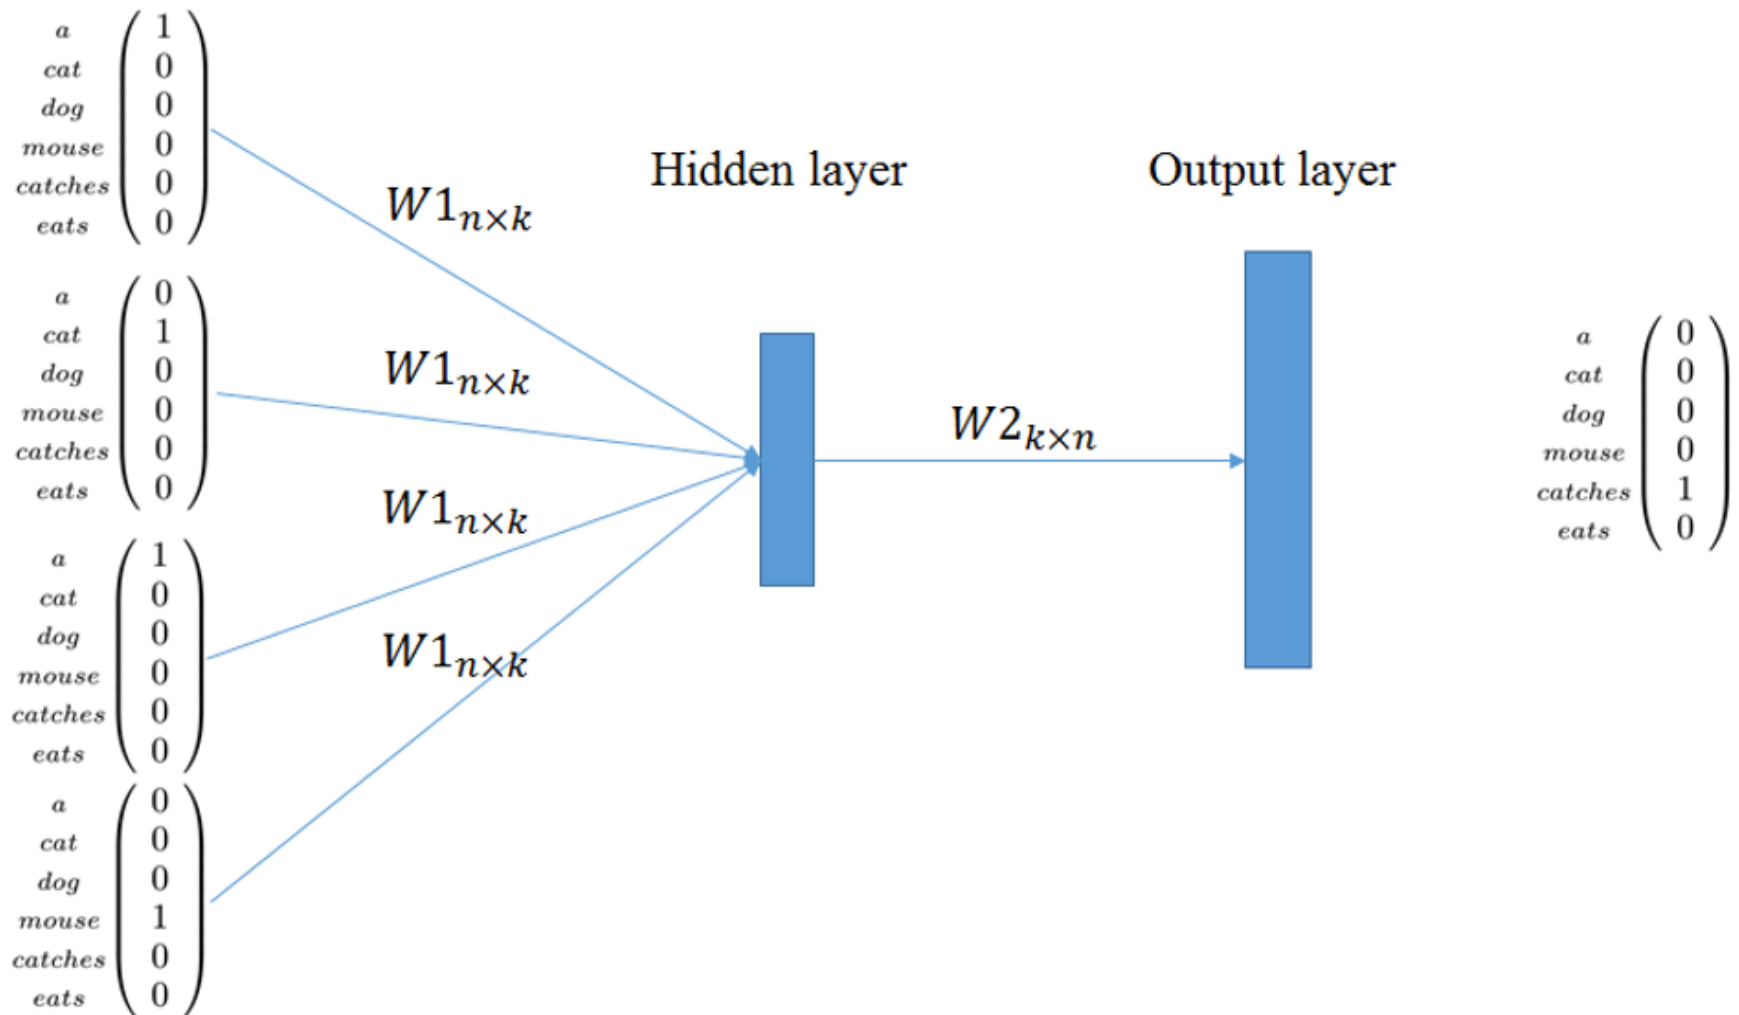 a 1
cat 0
dog 0
mouse 0
catches 0
eats 0
a 0
cat 1
dog 0
mouse 0
catches 0
eats 0
a 1
cat 0
dog 0
mouse 0
catches 0
eats 0
a 0
cat 0
dog 0
mouse 1
catches 0
eats 0
W1n×k
W1n×k
W1n×k
W1n×k
Hidden layer
W2k×n
Output layer
a 0
cat 0
dog 0
mouse 0
catches 1
eats 0